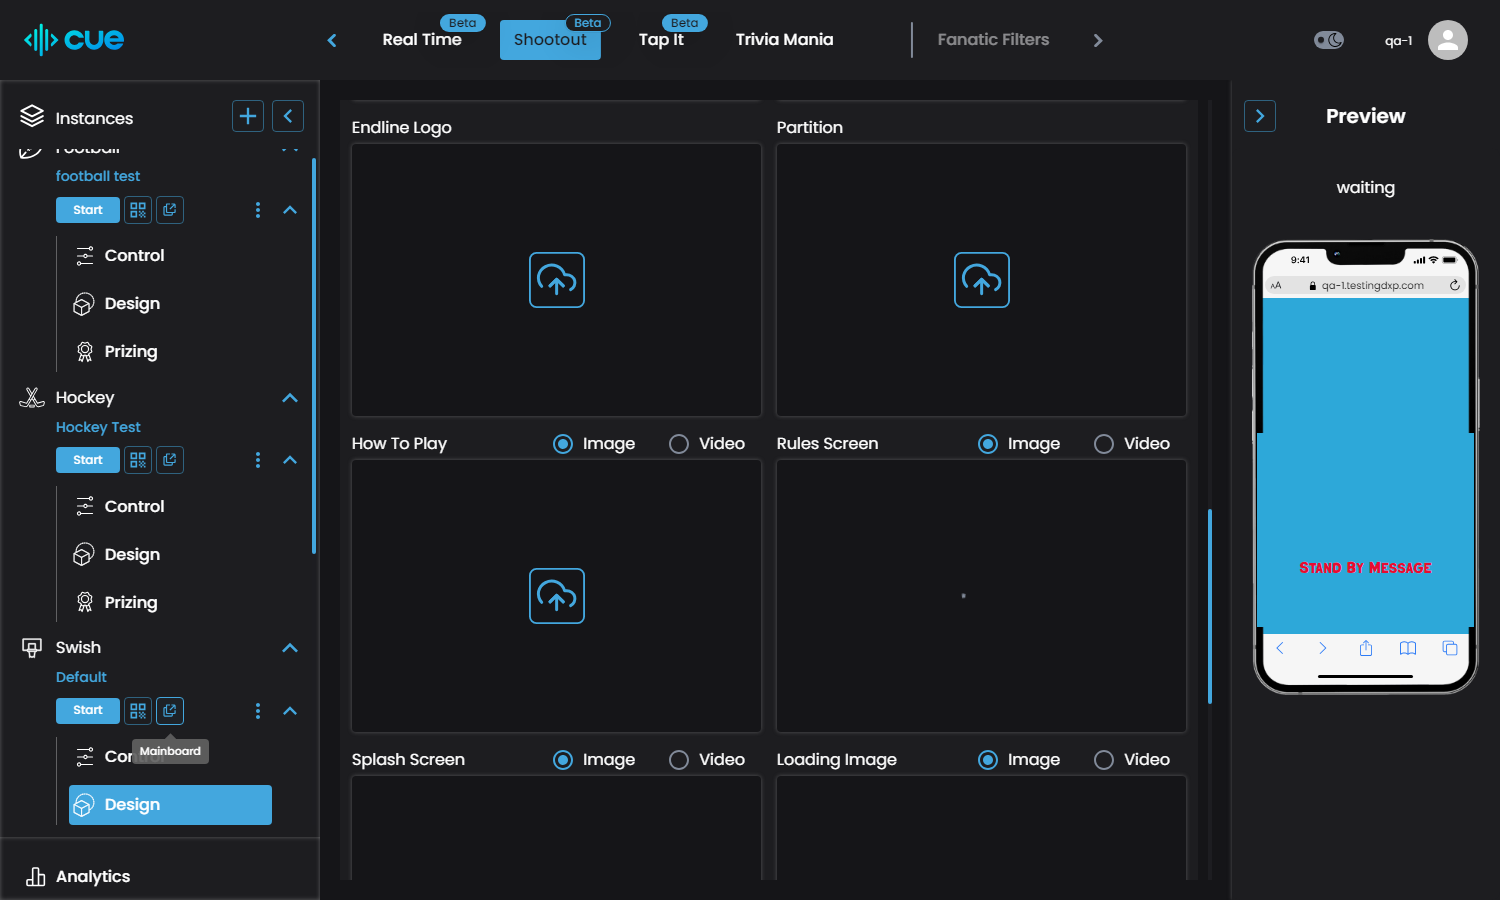 cue
Real Time
Beta
Shootout
Beta
Tap It
Beta
Trivia Mania
Fanatic Filters
qa-1
Instances
Football
football test
Start
Control
Design
Prizing
Hockey
Hockey Test
Start
Control
Design
Prizing
Swish
Default
Start
Mainboard
Control
Design
Analytics
Endline Logo
Partition
How To Play
Image
Video
Rules Screen
Image
Video
Splash Screen
Image
Video
Loading Image
Image
Video
Preview
waiting
9:41
AA
qa-1.testingdxp.com
Stand By Message